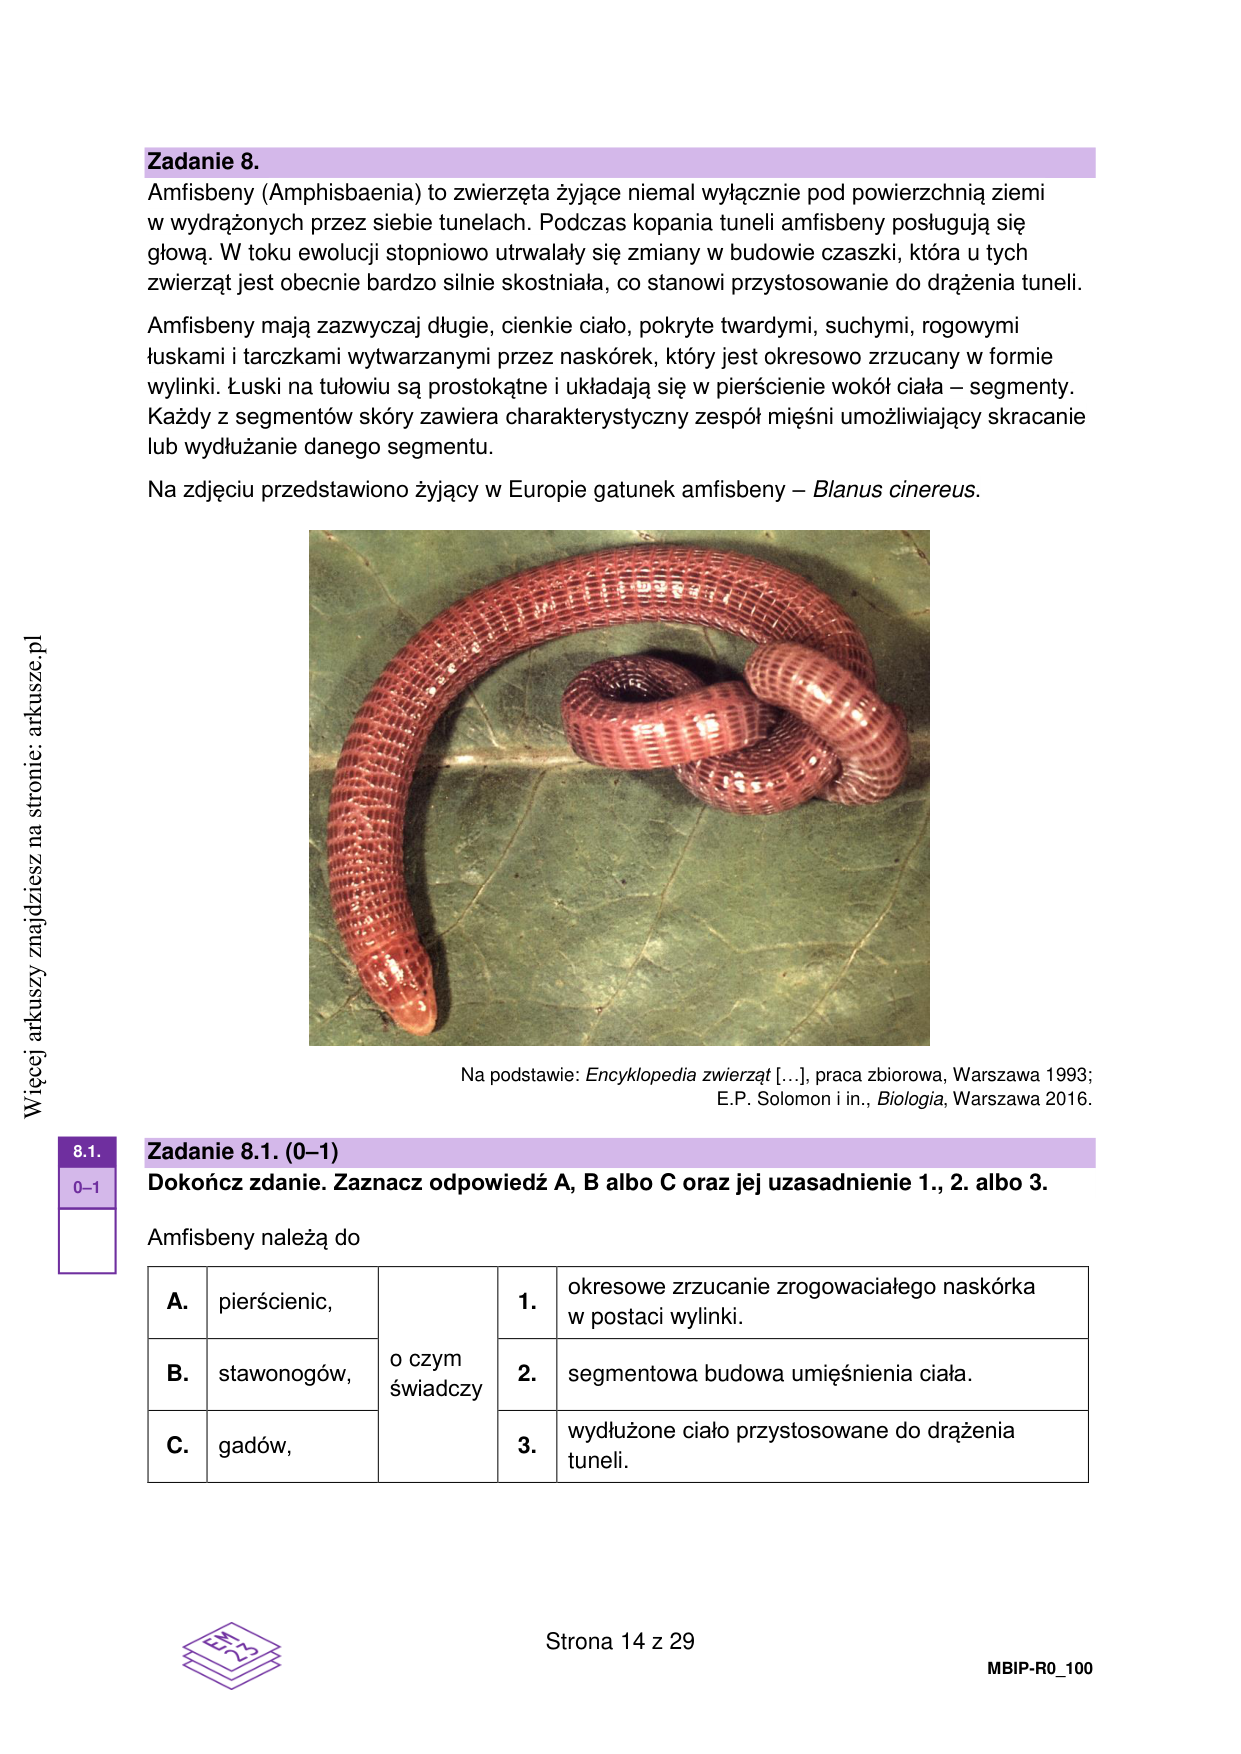 Zadanie 8.
Amfisbeny (Amphisbaenia) to zwierzęta żyjące niemal wyłącznie pod powierzchnią ziemi
w wydrążonych przez siebie tunelach. Podczas kopania tuneli amfisbeny posługują się
głową. W toku ewolucji stopniowo utrwalały się zmiany w budowie czaszki, która u tych
zwierząt jest obecnie bardzo silnie skostniała, co stanowi przystosowanie do drążenia tuneli.
Amfisbeny mają zazwyczaj długie, cienkie ciało, pokryte twardymi, suchymi, rogowymi
łuskami i tarczkami wytwarzanymi przez naskórek, który jest okresowo zrzucany w formie
wylinki. Łuski na tułowiu są prostokątne i układają się w pierścienie wokół ciała – segmenty.
Każdy z segmentów skóry zawiera charakterystyczny zespół mięśni umożliwiający skracanie
lub wydłużanie danego segmentu.
Na zdjęciu przedstawiono żyjący w Europie gatunek amfisbeny – Blanus cinereus.
Na podstawie: Encyklopedia zwierząt […], praca zbiorowa, Warszawa 1993;
E.P. Solomon i in., Biologia, Warszawa 2016.
Więcej arkuszy znajdziesz na stronie: arkusze.pl
8.1.
0–1
Zadanie 8.1. (0–1)
Dokończ zdanie. Zaznacz odpowiedź A, B albo C oraz jej uzasadnienie 1., 2. albo 3.
Amfisbeny należą do
A. pierścienic,
B. stawonogów,
C. gadów,
o czym
świadczy
1. okresowe zrzucanie zrogowaciałego naskórka
w postaci wylinki.
2. segmentowa budowa umięśnienia ciała.
3. wydłużone ciało przystosowane do drążenia
tuneli.
EM
23
Strona 14 z 29
MBIP-R0_100